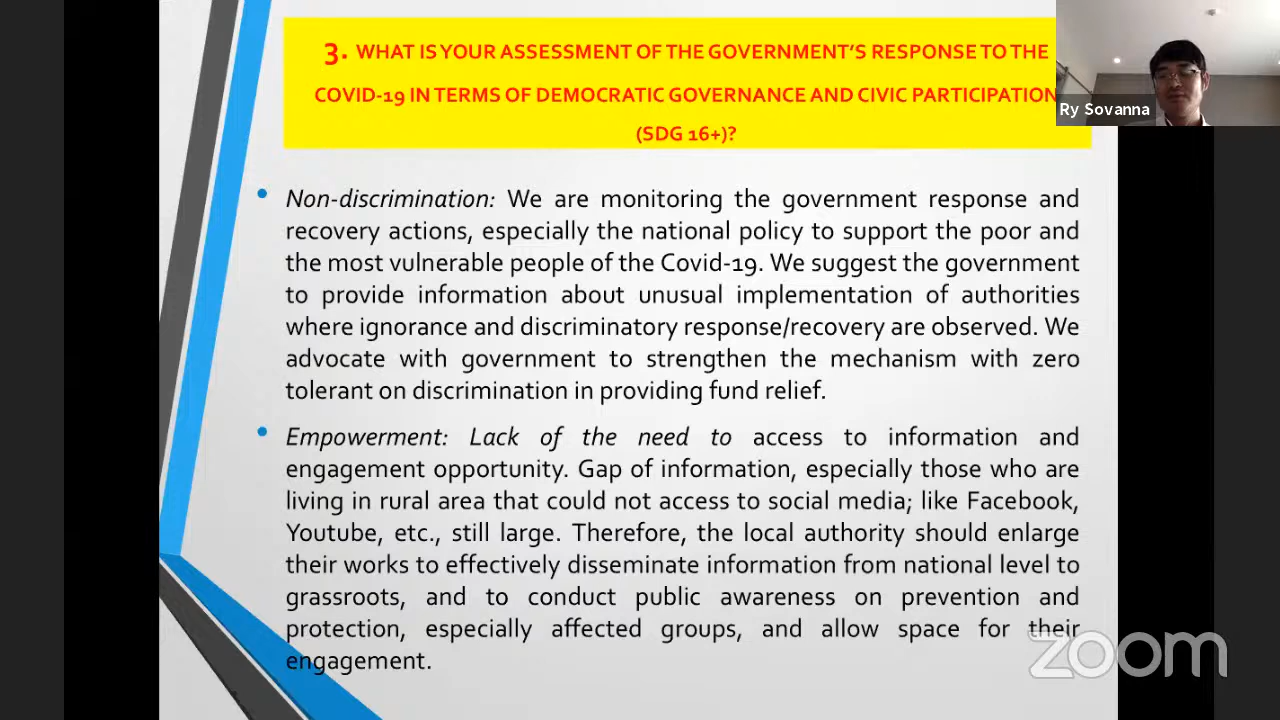 3. WHAT IS YOUR ASSESSMENT OF THE GOVERNMENT'S RESPONSE TO THE
COVID-19 IN TERMS OF DEMOCRATIC GOVERNANCE AND CIVIC PARTICIPATION
(SDG 16+)?
Ry Sovanna
• Non-discrimination: We are monitoring the government response and
recovery actions, especially the national policy to support the poor and
the most vulnerable people of the Covid-19. We suggest the government
to provide information about unusual implementation of authorities
where ignorance and discriminatory response/recovery are observed. We
advocate with government to strengthen the mechanism with zero
tolerant on discrimination in providing fund relief.
• Empowerment: Lack of the need to access to information and
engagement opportunity. Gap of information, especially those who are
living in rural area that could not access to social media; like Facebook,
Youtube, etc., still large. Therefore, the local authority should enlarge
their works to effectively disseminate information from national level to
grassroots, and to conduct public awareness on prevention and
protection, especially affected groups, and allow space for their
engagement.
zoom